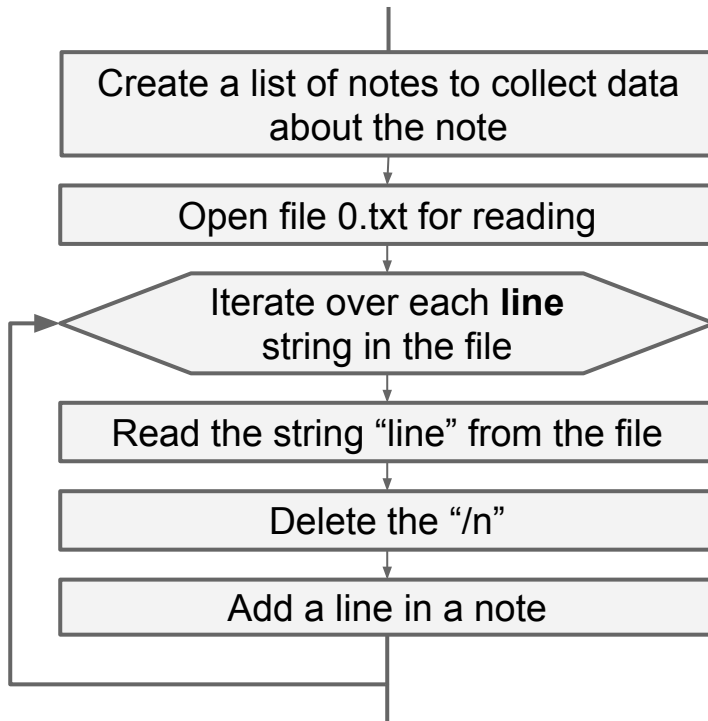 Create a list of notes to collect data
about the note
Open file 0.txt for reading
Iterate over each line
string in the file
Read the string “line” from the file
Delete the “/n”
Add a line in a note